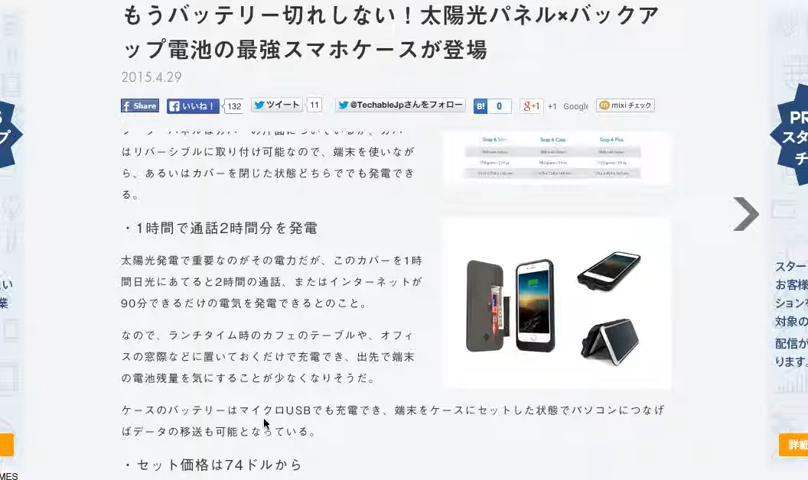 もうバッテリー切れしない！太陽光パネル×バックア
ップ電池の最強スマホケースが登場
2015.4.29
Share
いいね！ 132
ツイート 11
@TechableJpさんをフォロー
B! 0
g+1 +1 Googl
mixiチェック
はリバーシブルに取り付け可能なので、端末を使いなが
ら、あるいはカバーを閉じた状態どちらででも発電でき
る。
・1時間で通話2時間分を発電
太陽光発電で重要なのがその電力だが、このカバーを1時
間日光にあてると2時間の通話、またはインターネットが
90分できるだけの電気を発電できるとのこと。
なので、ランチタイム時のカフェのテーブルや、オフィ
スの窓際などに置いておくだけで充電でき、出先で端末
の電池残量を気にすることが少なくなりそうだ。
ケースのバッテリーはマイクロUSBでも充電でき、端末をケースにセットした状態でパソコンにつなげ
ばデータの移送も可能となっている。
・セット価格は74ドルから
PR
スタ
チ
スター
お客様
ション
対象の
配信が
ります。
詳細
い
業
プ
MES